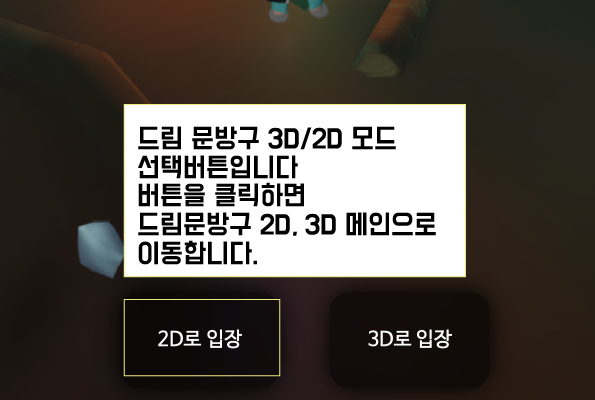 드림 문방구 3D/2D 모드
선택버튼입니다
버튼을 클릭하면
드림문방구 2D, 3D 메인으로
이동합니다.
2D로 입장
3D로 입장